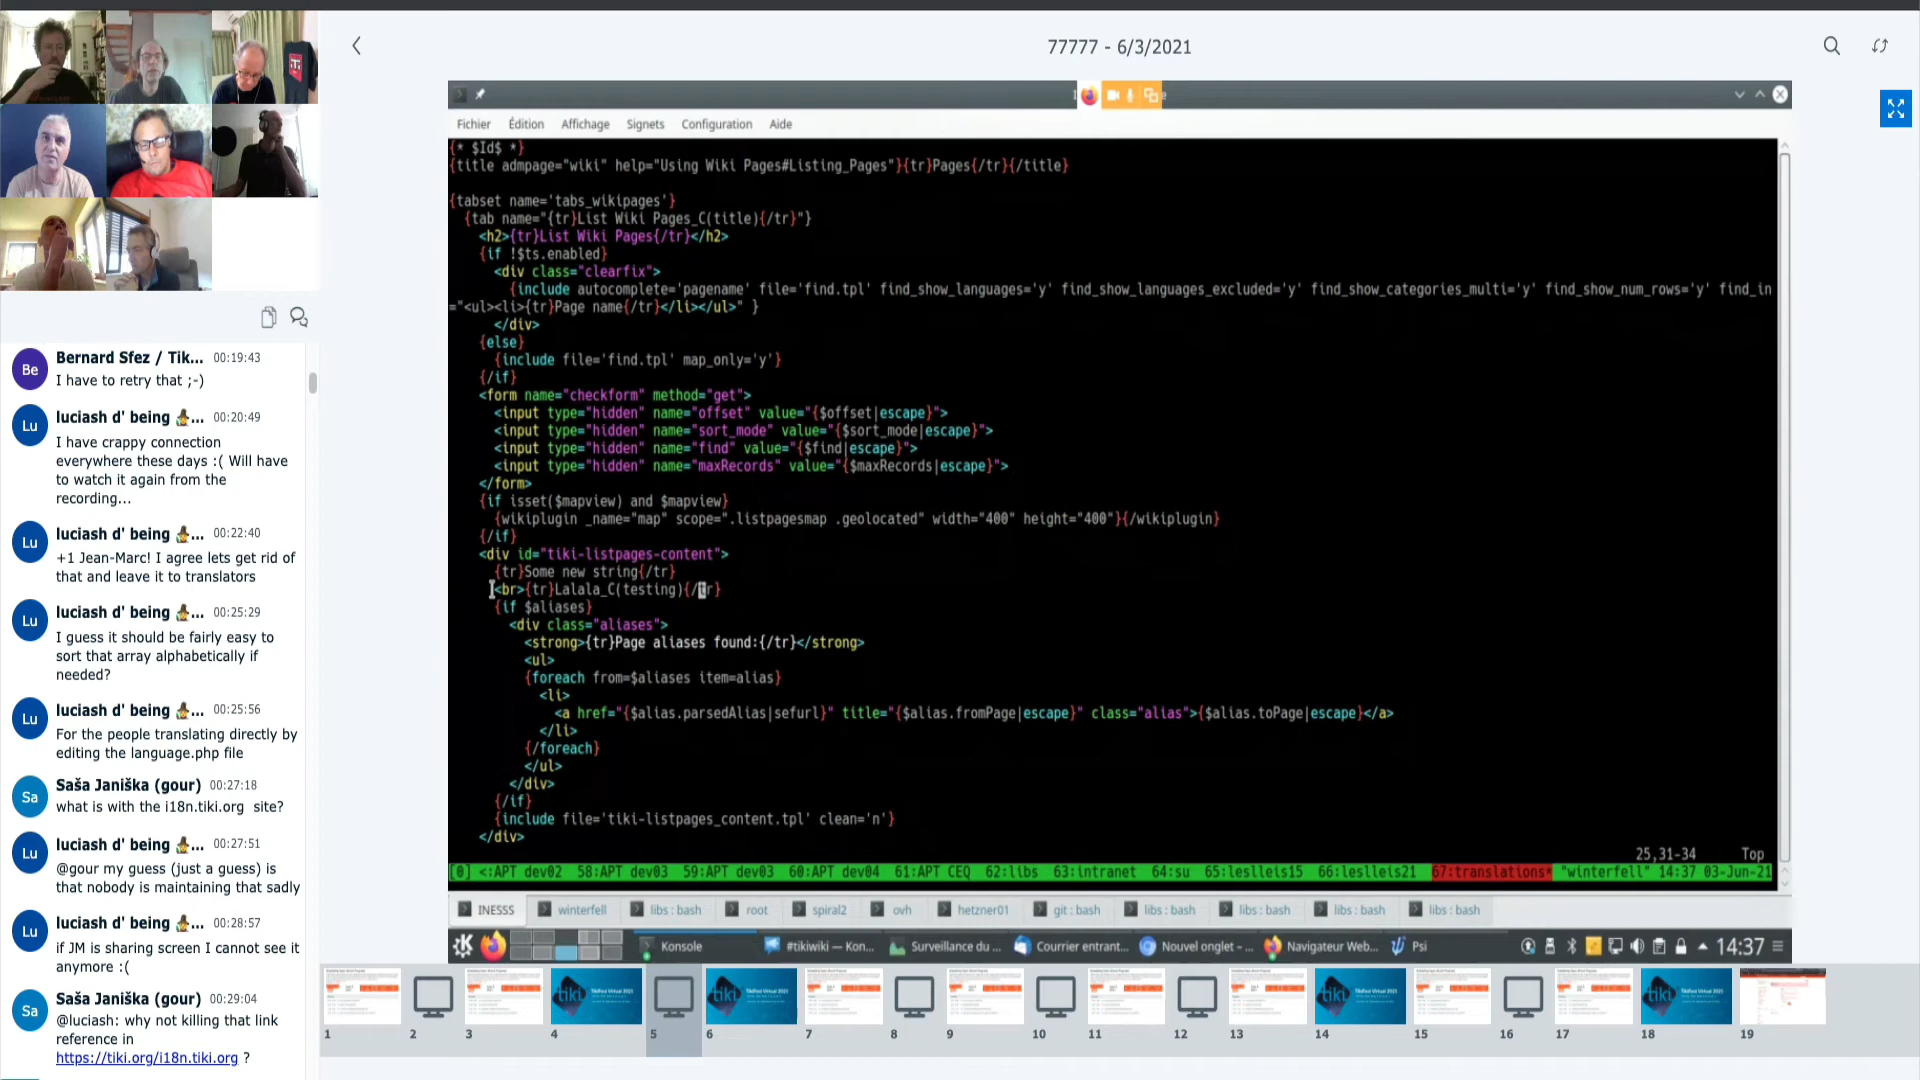 77777 - 6/3/2021
Bernard Sfez / Tik... 00:19:43
Be
I have to retry that ;-)
luciash d' being ... 00:20:49
Lu
I have crappy connection
everywhere these days :( Will have
to watch it again from the
recording...
luciash d' being ... 00:22:40
Lu
+1 Jean-Marc! I agree lets get rid of
that and leave it to translators
luciash d' being ... 00:25:29
Lu
I guess it should be fairly easy to
sort that array alphabetically if
needed?
luciash d' being ... 00:25:56
Lu
For the people translating directly by
editing the language.php file
Saša Janiška (gour) 00:27:18
Sa
what is with the i18n.tiki.org site?
luciash d' being ... 00:27:51
Lu
@gour my guess (just a guess) is
that nobody is maintaining that sadly
luciash d' being ... 00:28:57
Lu
if JM is sharing screen I cannot see it
anymore :(
Saša Janiška (gour) 00:29:04
Sa
@luciash: why not killing that link
reference in
https://tiki.org/i18n.tiki.org ?
Fichier Édition Affichage Signets Configuration Aide
{* $Id$ *}
{title admpage="wiki" help="Using Wiki Pages#Listing_Pages"}{tr}Pages{/tr}{/title}
{tabset name='tabs_wikipages'}
{tab name="{tr}List Wiki Pages_C(title){/tr}"}
<h2>{tr}List Wiki Pages{/tr}</h2>
{if !$ts.enabled}
<div class="clearfix">
{include autocomplete='pagename' file='find.tpl' find_show_languages='y' find_show_languages_excluded='y' find_show_categories_multi='y' find_show_num_rows='y' find_in
="<ul><li>{tr}Page name{/tr}</li></ul>" }
</div>
{else}
{include file='find.tpl' map_only='y'}
{/if}
<form name="checkform" method="get">
<input type="hidden" name="offset" value="{$offset|escape}">
<input type="hidden" name="sort_mode" value="{$sort_mode|escape}">
<input type="hidden" name="find" value="{$find|escape}">
<input type="hidden" name="maxRecords" value="{$maxRecords|escape}">
</form>
{if isset($mapview) and $mapview}
{wikiplugin _name="map" scope=".listpagesmap .geolocated" width="400" height="400"}{/wikiplugin}
{/if}
<div id="tiki-listpages-content">
{tr}Some new string{/tr}
<br>{tr}Lalala_C(testing){/tr}
{if $aliases}
<div class="aliases">
<strong>{tr}Page aliases found:{/tr}</strong>
<ul>
{foreach from=$aliases item=alias}
<li>
<a href="{$alias.parsedAlias|sefurl}" title="{$alias.fromPage|escape}" class="alias">{$alias.toPage|escape}</a>
</li>
{/foreach}
</ul>
</div>
{/if}
{include file='tiki-listpages_content.tpl' clean='n'}
</div>
25,31-34 Top
[0] <:APT dev02 58:APT dev03 59:APT dev03 60:APT dev04 61:APT CEQ 62:libs 63:intranet 64:su 65:leslleis15 66:leslleis21 67:translations* "winterfell" 14:37 03-Jun-21
INESSS winterfell libs : bash root spiral2 ovh hetzner01 git : bash libs : bash libs : bash libs : bash libs : bash
Konsole #tikiwiki — Kon... Surveillance du ... Courrier entrant... Nouvel onglet – ... Navigateur Web... Psi 14:37
tiki tiki tiki tiki
1 2 3 4 5 6 7 8 9 10 11 12 13 14 15 16 17 18 19